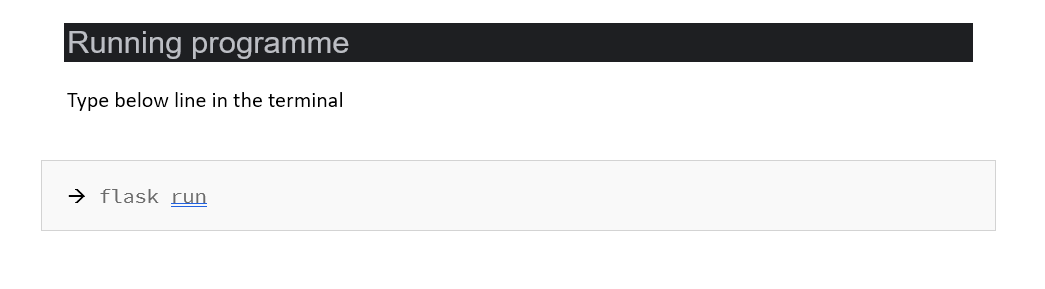 Running programme
Type below line in the terminal
→ flask run